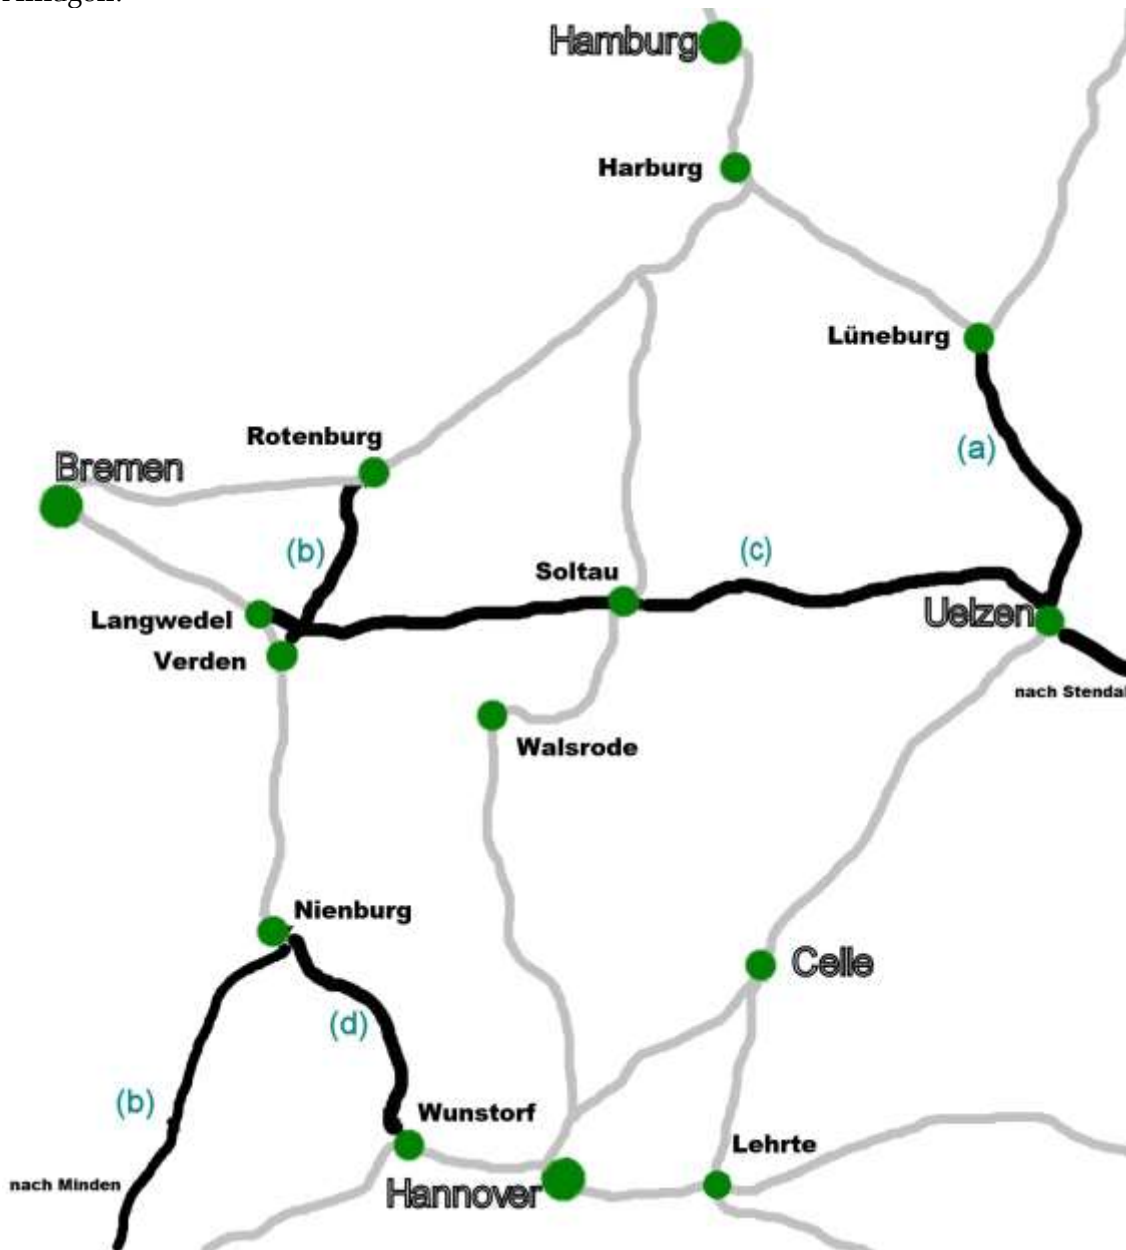 Hamburg
Harburg
Lüneburg
(a)
Rotenburg
Bremen
(b)
(c)
Soltau
Langwedel
Uelzen
Verden
nach Stendal
Walsrode
Nienburg
Celle
(d)
(b)
Wunstorf
Lehrte
nach Minden
Hannover